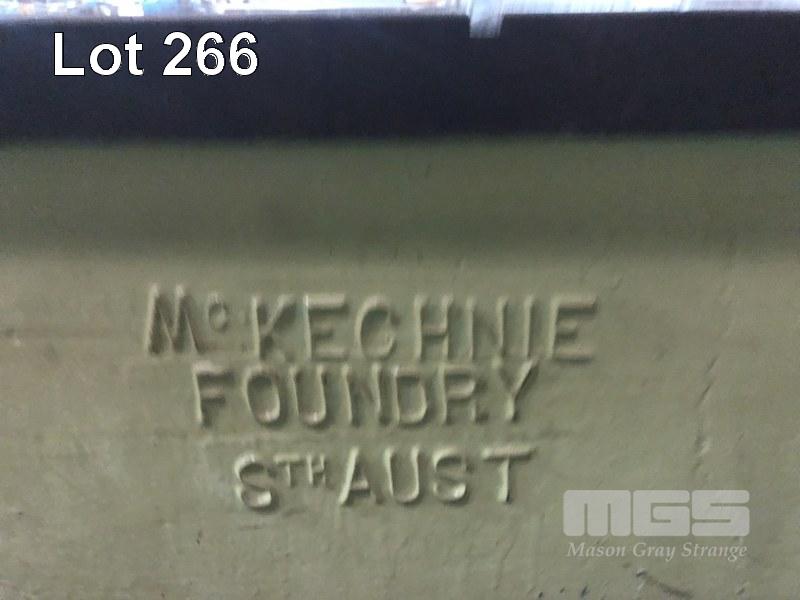 Lot 266
McKECHNIE
FOUNDRY
STH AUST
MGS
Mason Gray Strange